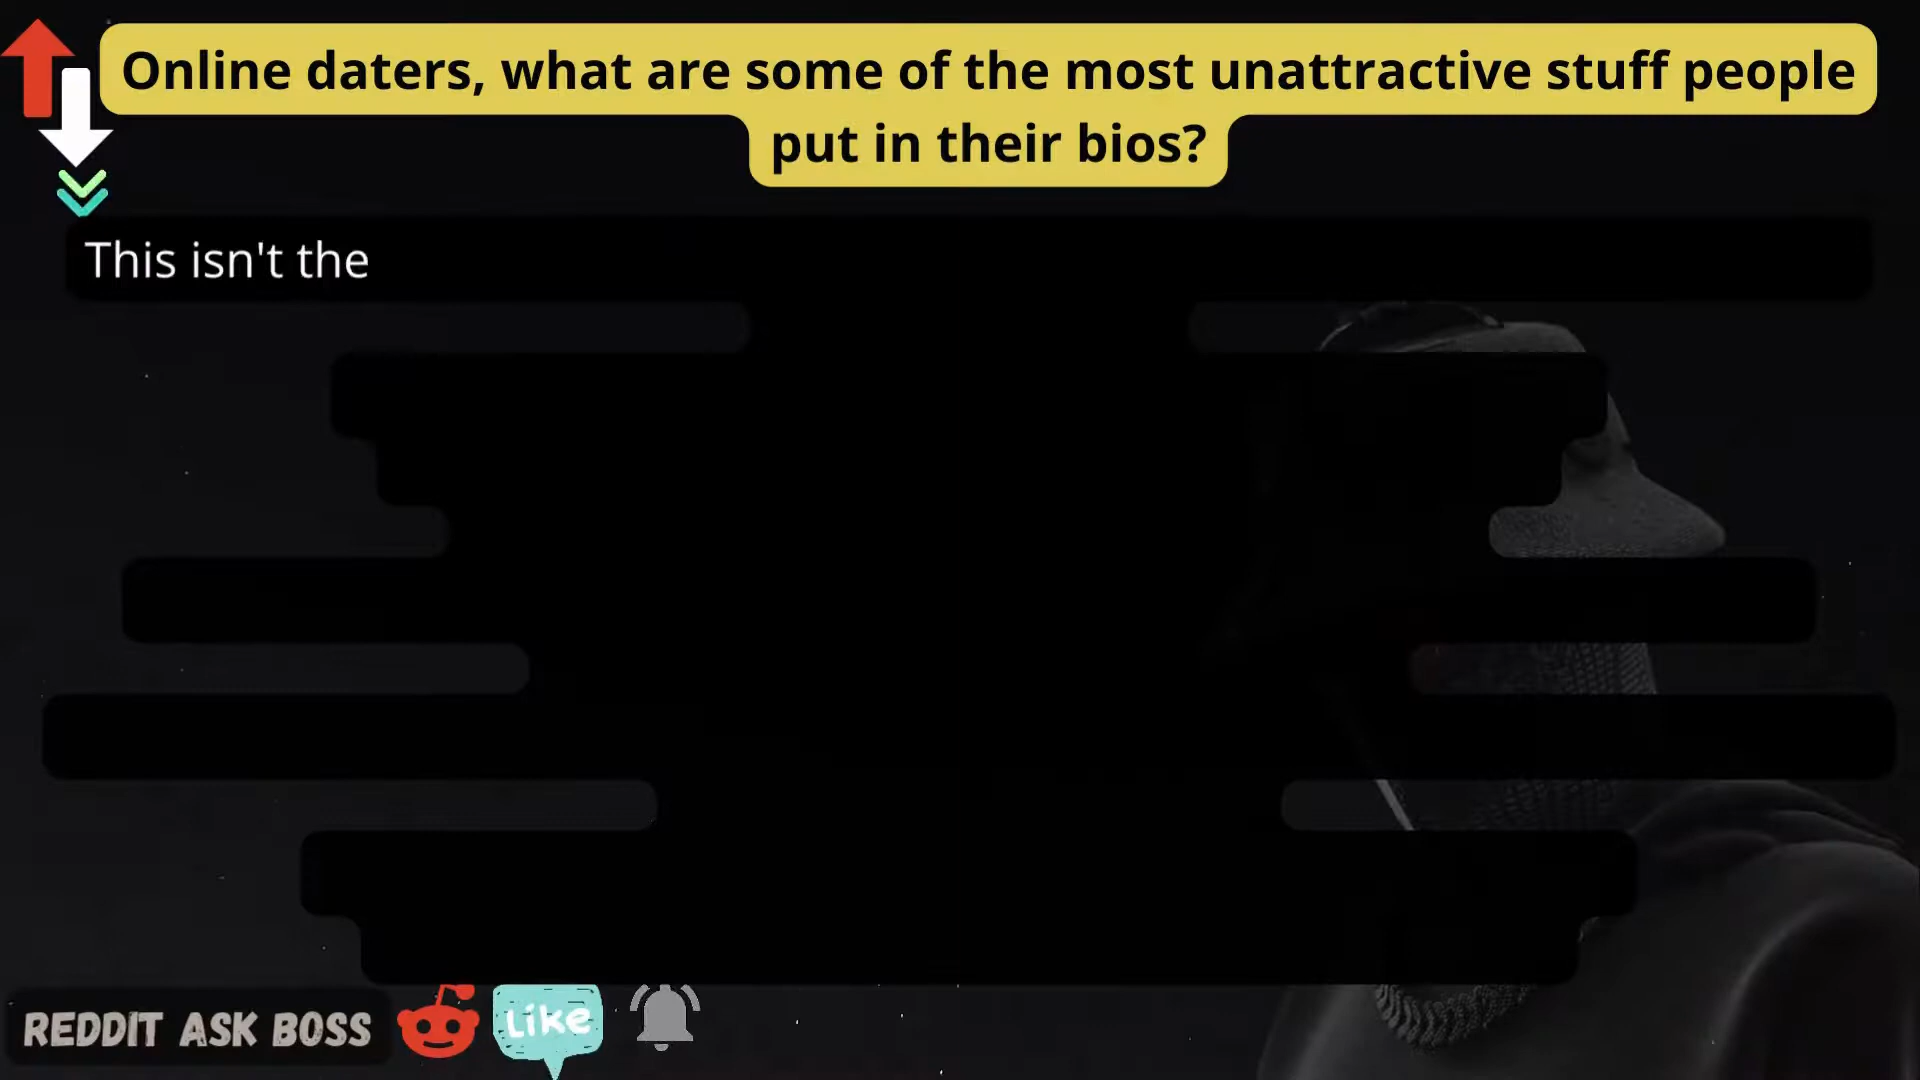 Online daters, what are some of the most unattractive stuff people
put in their bios?
This isn't the
REDDIT ASK BOSS
Like